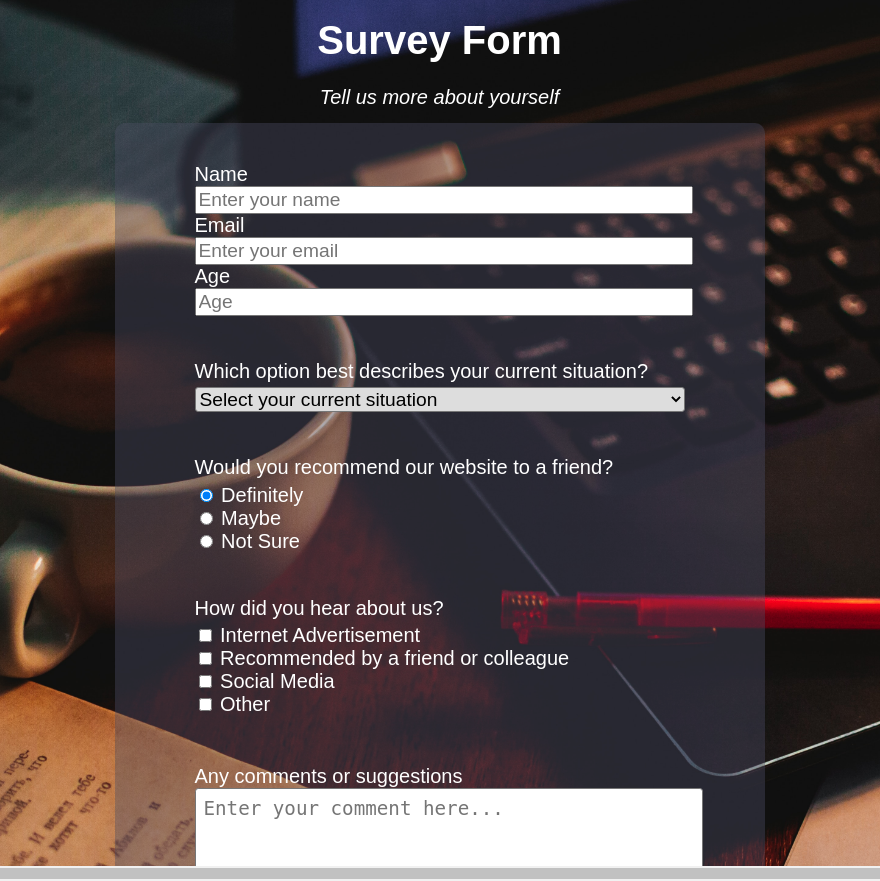 Survey Form
Tell us more about yourself
Name
Enter your name
Email
Enter your email
Age
Age
Which option best describes your current situation?
Select your current situation
Would you recommend our website to a friend?
Definitely
Maybe
Not Sure
How did you hear about us?
Internet Advertisement
Recommended by a friend or colleague
Social Media
Other
Any comments or suggestions
Enter your comment here...